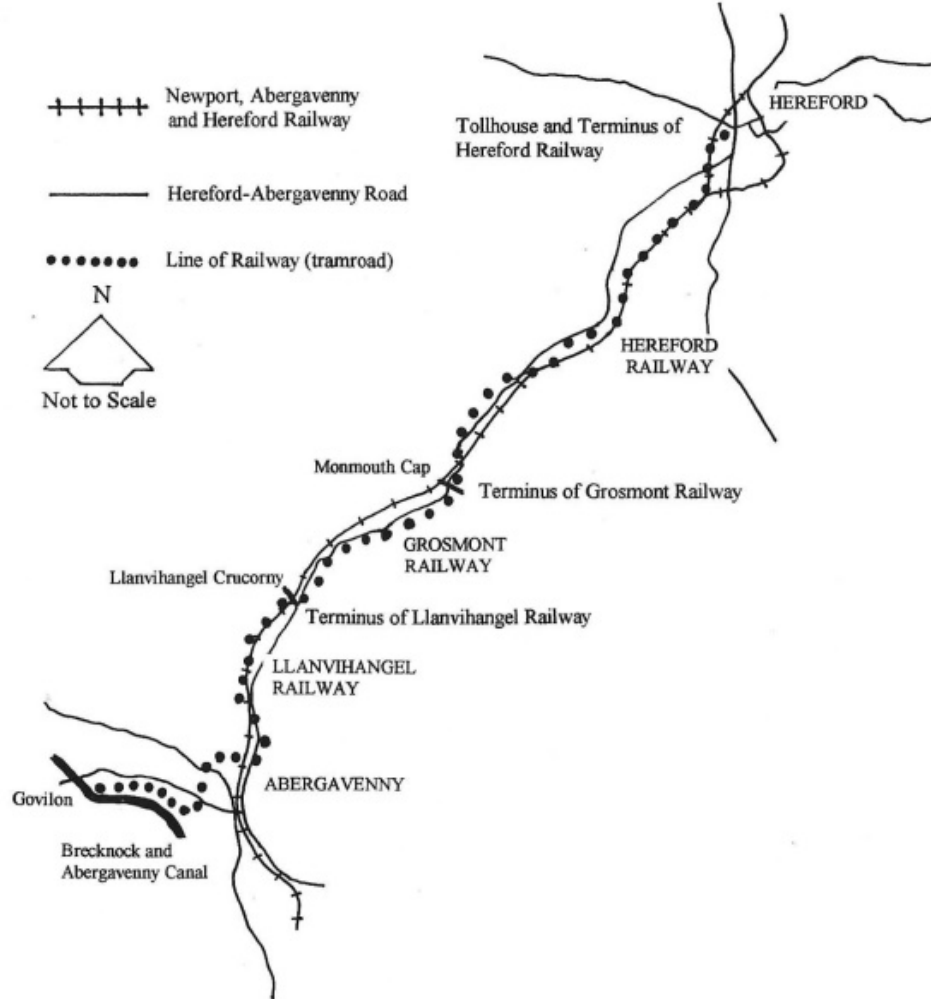 Newport, Abergavenny
and Hereford Railway
HEREFORD
Tollhouse and Terminus of
Hereford Railway
Hereford-Abergavenny Road
Line of Railway (tramroad)
N
Not to Scale
HEREFORD
RAILWAY
Monmouth Cap
Terminus of Grosmont Railway
GROSMONT
RAILWAY
Llanvihangel Crucorny
Terminus of Llanvihangel Railway
LLANVIHANGEL
RAILWAY
ABERGAVENNY
Govilon
Brecknock and
Abergavenny Canal